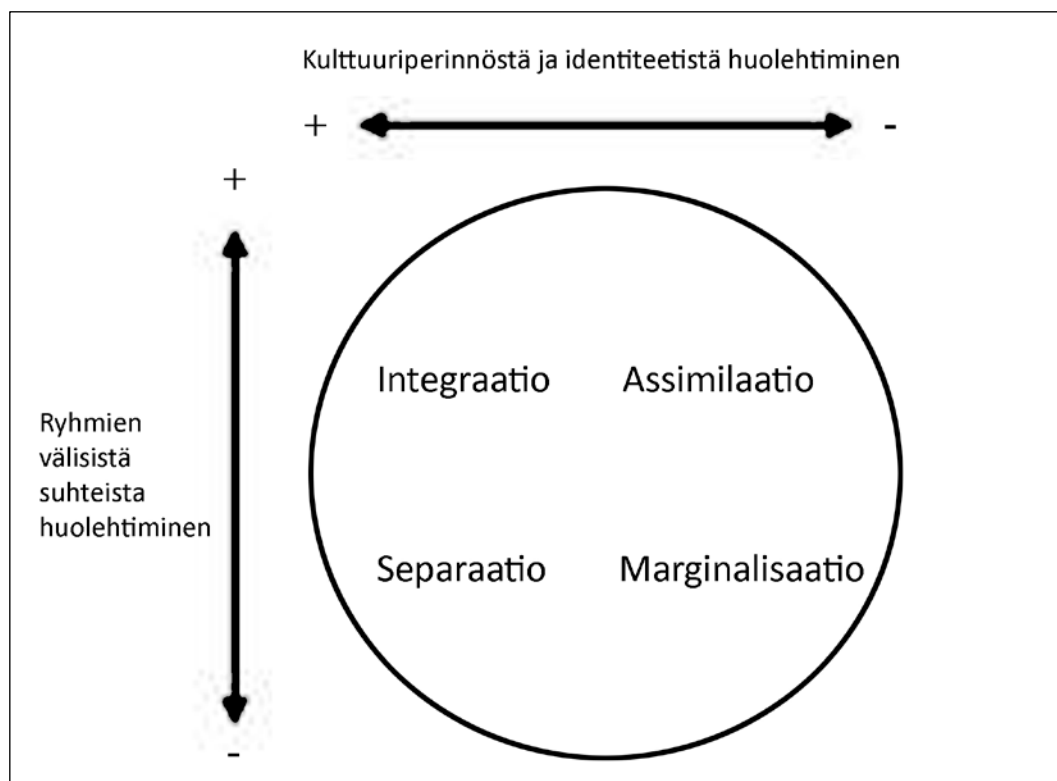 Kulttuuriperinnöstä ja identiteetistä huolehtiminen
+ -
+
Integraatio Assimilaatio
Ryhmien
välisistä
suhteista
huolehtiminen
Separaatio Marginalisaatio
-